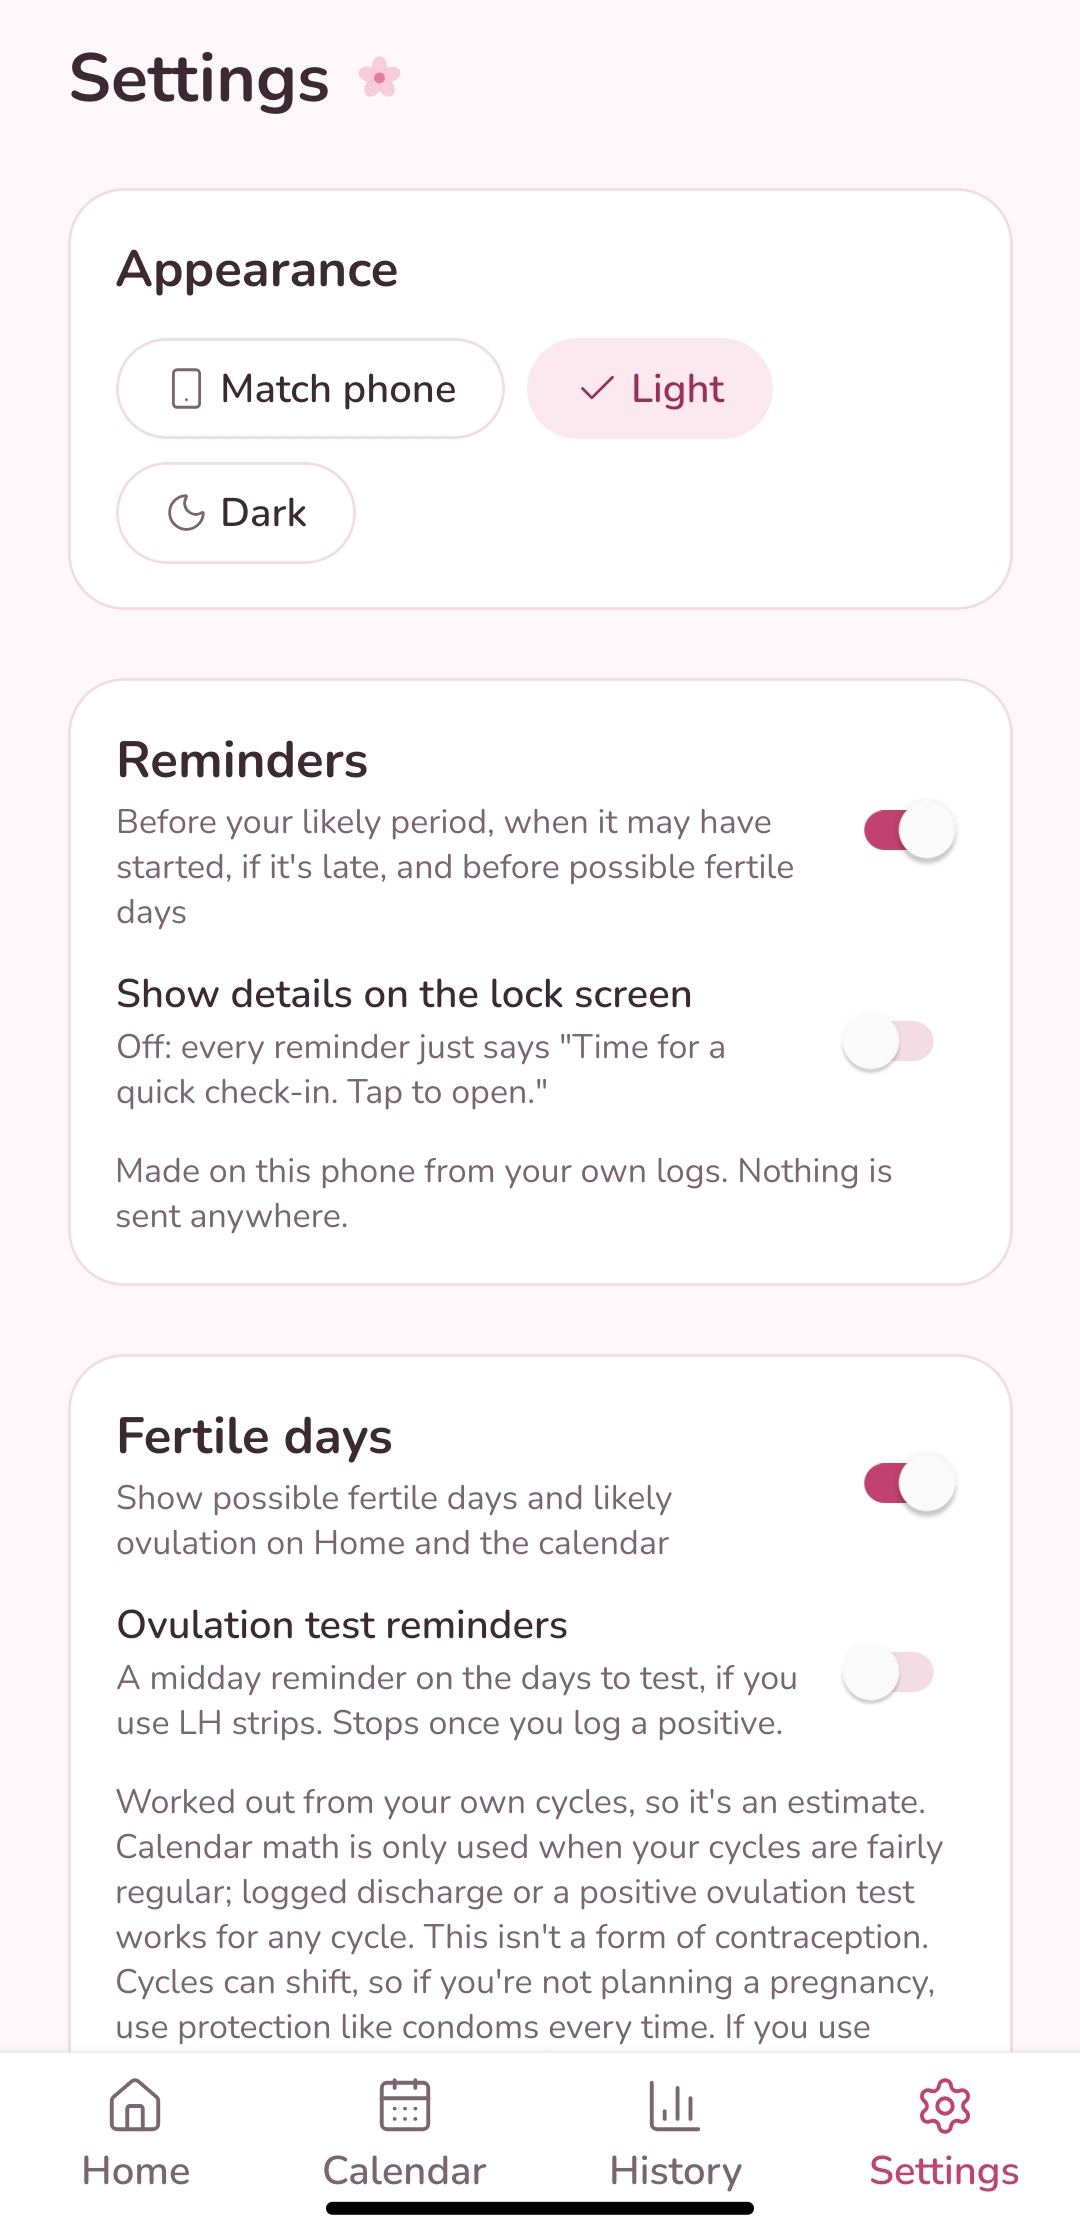 Settings
Appearance
Match phone
Light
Dark
Reminders
Before your likely period, when it may have
started, if it's late, and before possible fertile
days
Show details on the lock screen
Off: every reminder just says "Time for a
quick check-in. Tap to open."
Made on this phone from your own logs. Nothing is
sent anywhere.
Fertile days
Show possible fertile days and likely
ovulation on Home and the calendar
Ovulation test reminders
A midday reminder on the days to test, if you
use LH strips. Stops once you log a positive.
Worked out from your own cycles, so it's an estimate.
Calendar math is only used when your cycles are fairly
regular; logged discharge or a positive ovulation test
works for any cycle. This isn't a form of contraception.
Cycles can shift, so if you're not planning a pregnancy,
use protection like condoms every time. If you use
Home
Calendar
History
Settings